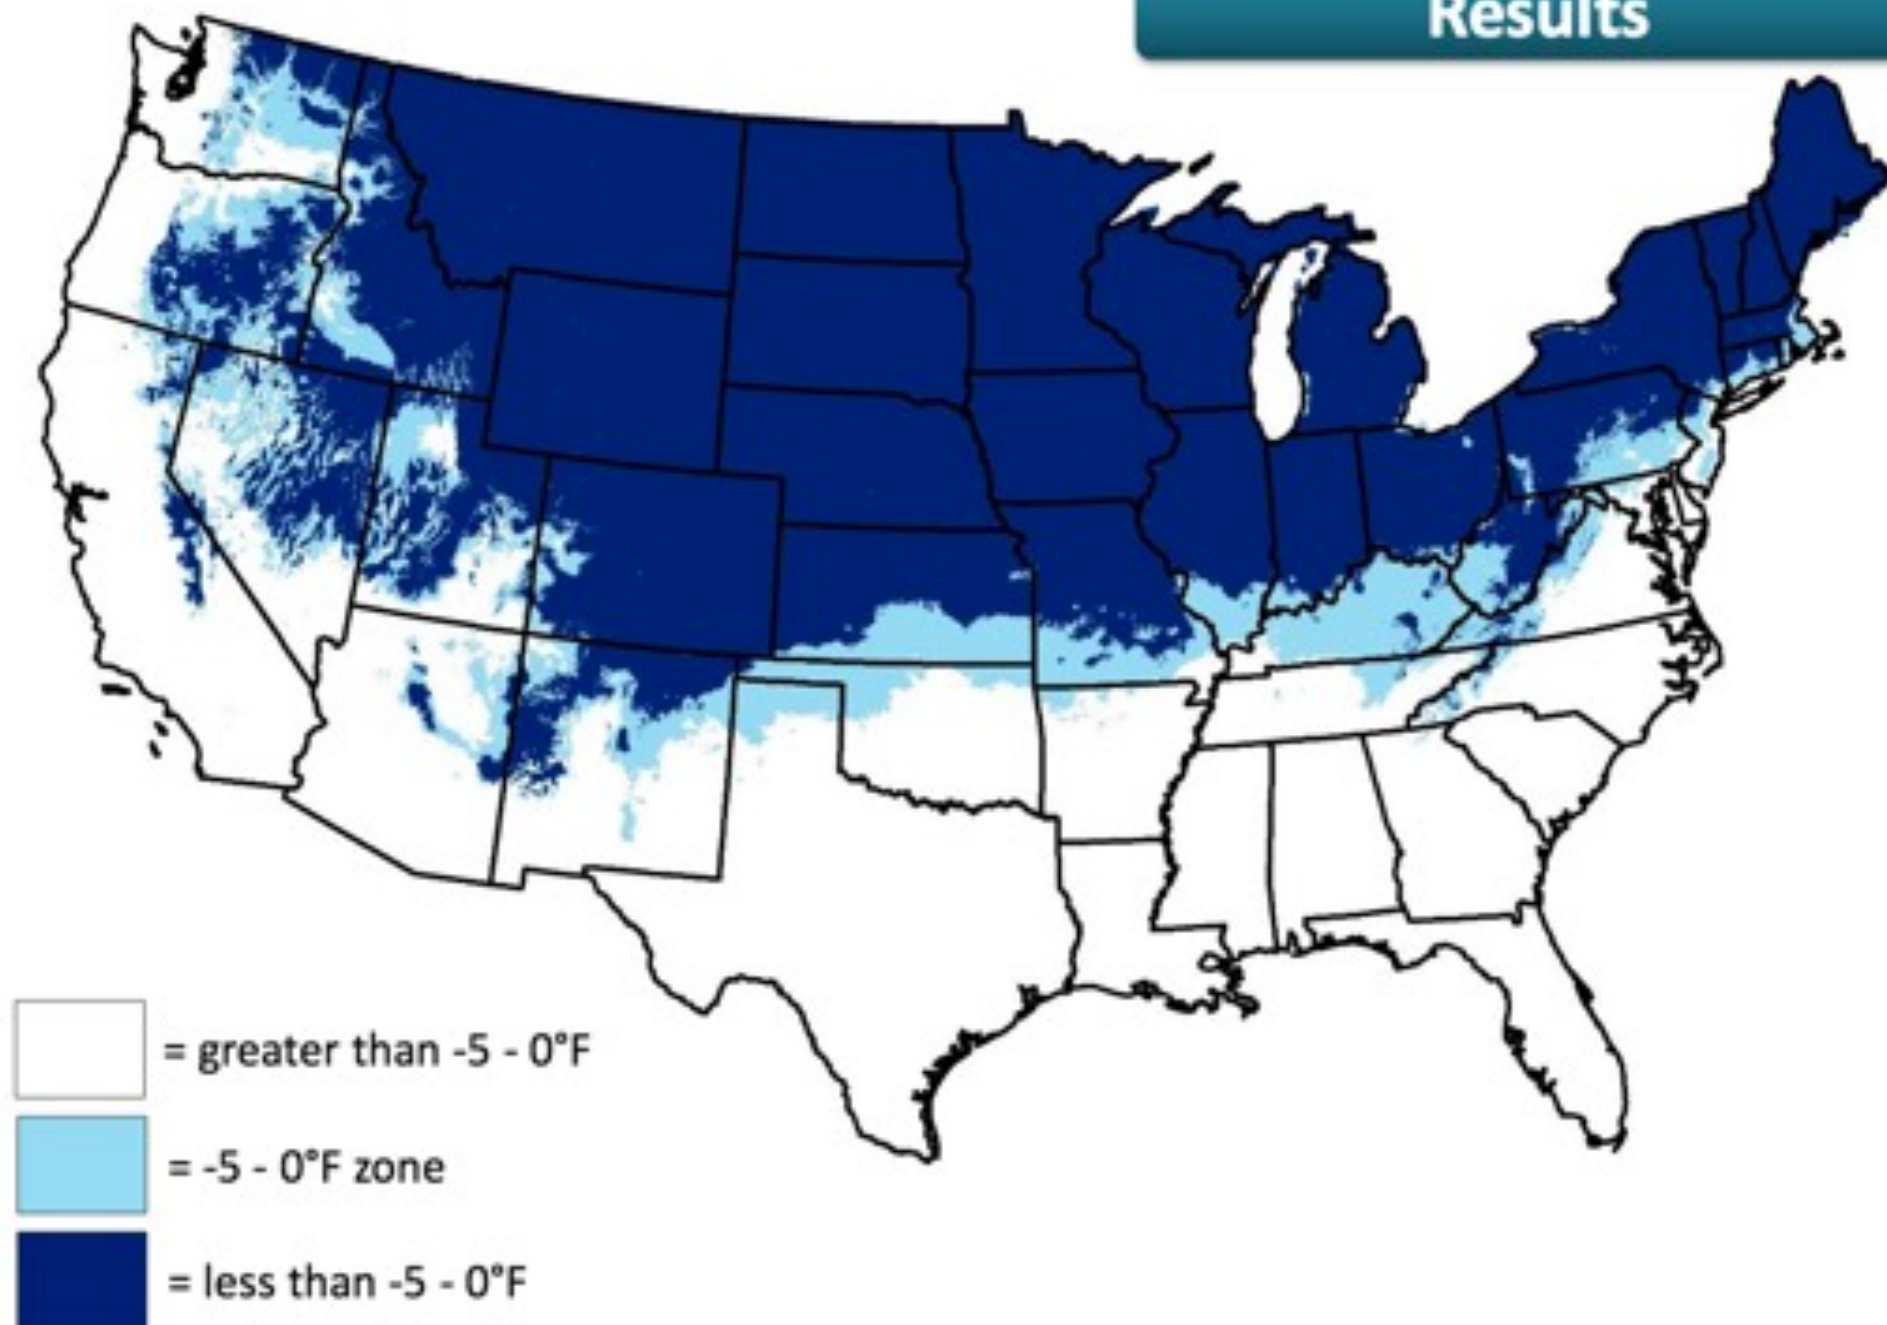 Results
= greater than -5 - 0°F
= -5 - 0°F zone
= less than -5 - 0°F